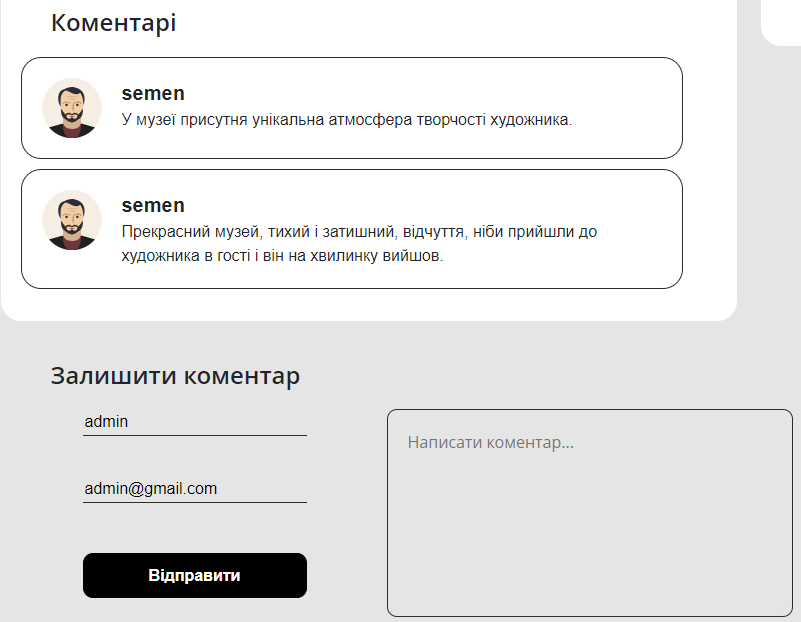 Коментарі
semen
У музеї присутня унікальна атмосфера творчості художника.
semen
Прекрасний музей, тихий і затишний, відчуття, ніби прийшли до
художника в гості і він на хвилинку вийшов.
Залишити коментар
admin
Написати коментар...
admin@gmail.com
Відправити